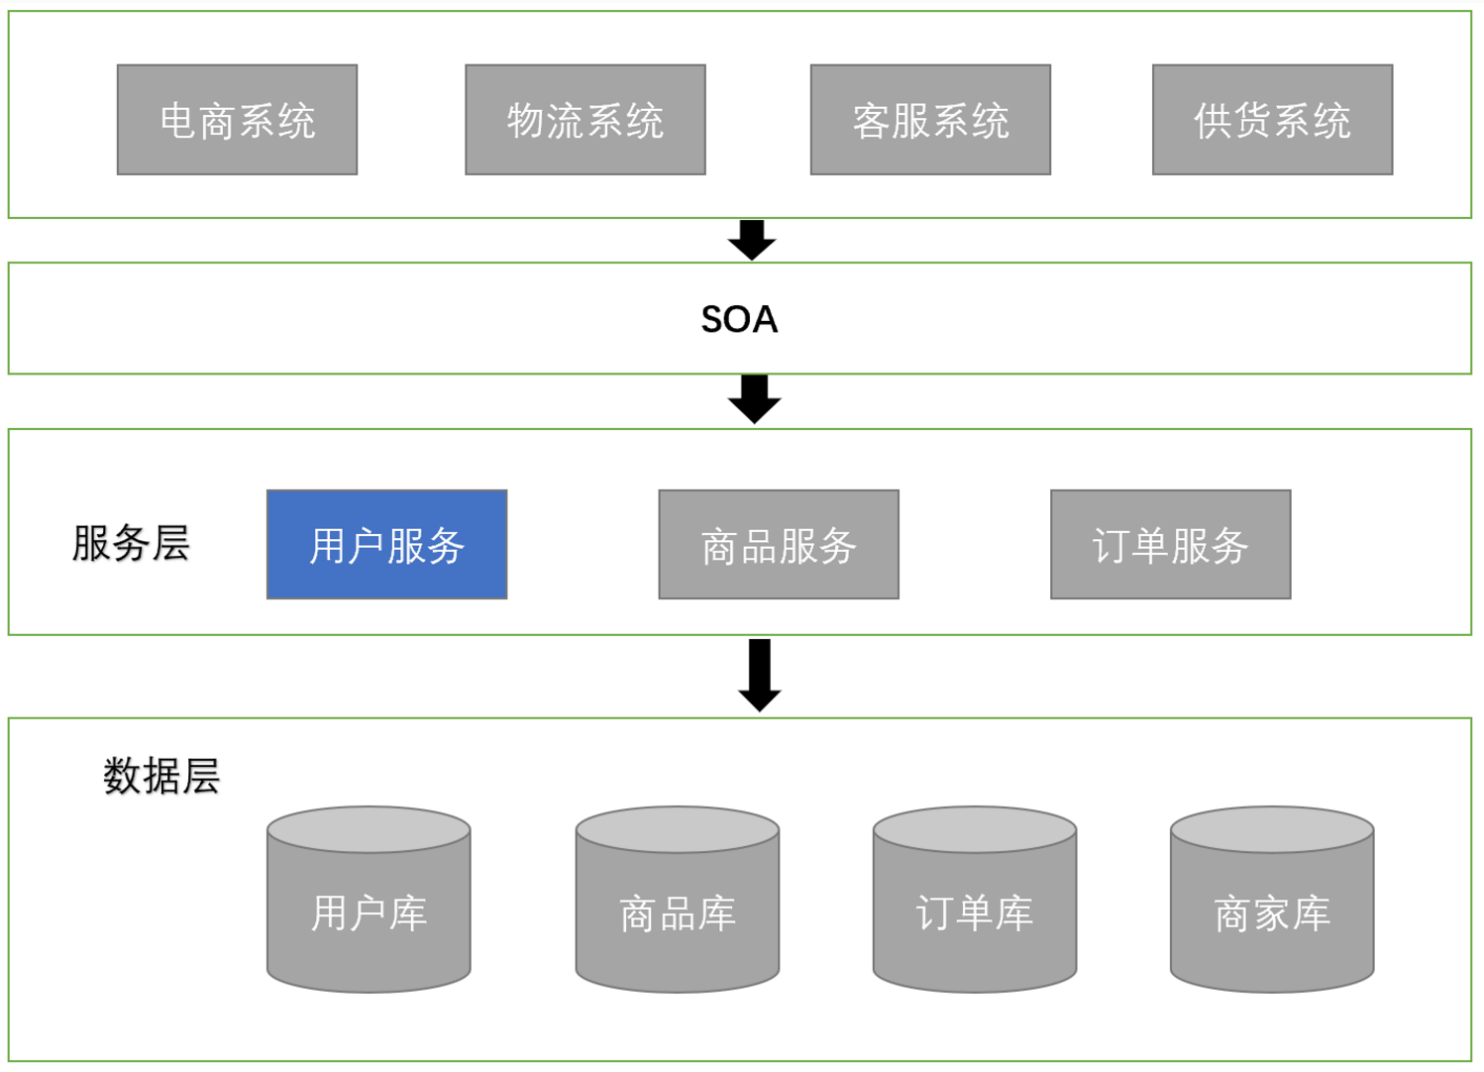 电商系统
物流系统
客服系统
供货系统
SOA
服务层
用户服务
商品服务
订单服务
数据层
用户库
商品库
订单库
商家库